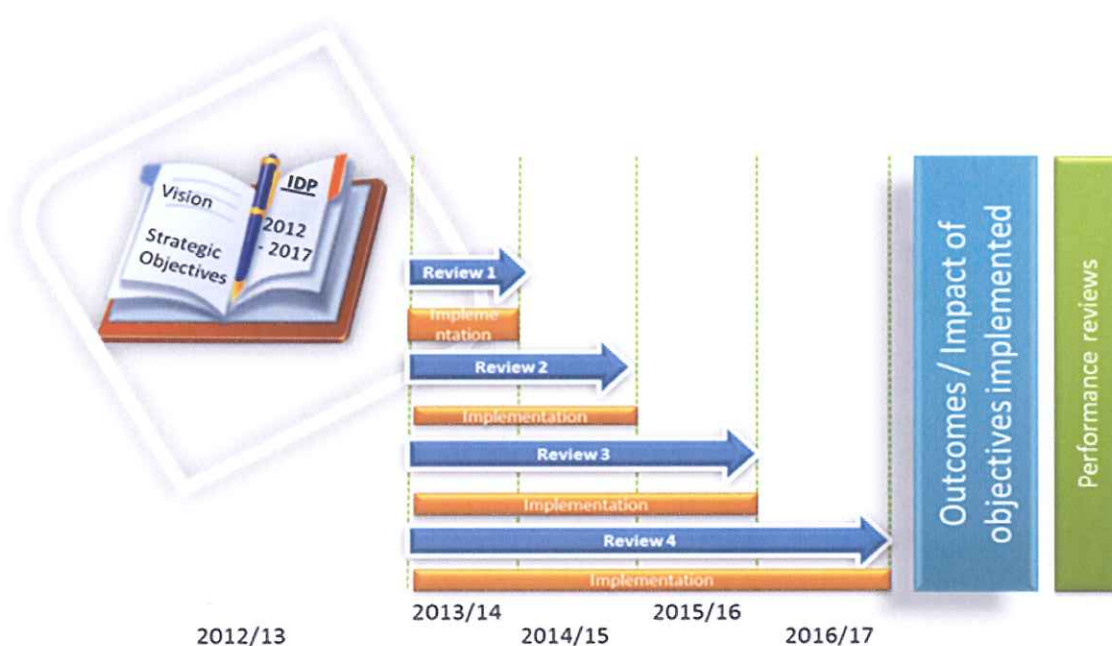 Vision
Strategic
Objectives
IDP
2012
- 2017
Review 1
Impleme
ntation
Review 2
Implementation
Review 3
Implementation
Review 4
Implementation
2012/13
2013/14
2014/15
2015/16
2016/17
Outcomes / Impact of
objectives implemented
Performance reviews